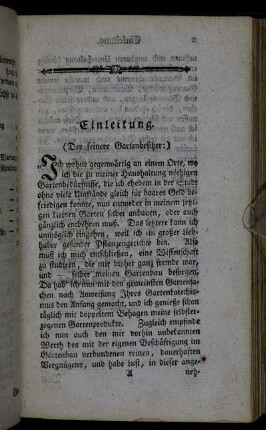 Einleitung.
(Der feinere Gartenbesitzer:)
„Ich wohne gegenwärtig an einem Orte, wo
ich die zu meiner Haushaltung nöthigen
Gartenbedürfnisse, die ich ehedem in der Stadt
ohne viele Umstände gleich für baares Geld be-
friedigen konnte, nun entweder in meinem jetzi-
gen kleinen Garten selber anbauen, oder auch
gänzlich entbehren muß. Das letztere kann ich
unmöglich eingehen, weil ich ein großer Lieb-
haber gesunder Pflanzengerichte bin. Also
muß ich mich entschließen, eine Wissenschaft
zu studiren, die mir bisher ganz fremde war,
und — selber meinen Gartenbau besorgen.
Da hab' ich nun mit den gemeinsten Gartensa-
chen nach Anweisung Ihres Gartenkatechis-
mus den Anfang gemacht, und ich genieße schon
täglich mit doppeltem Behagen meine selbster-
zogenen Gartenprodukte. Zugleich empfinde
ich nun auch den mir vorhin unbekannten
Werth des mit der eigenen Beschäftigung im
Gartenbau verbundenen reinen, dauerhaften
Vergnügens, und habe Lust, in dieser ange-
A neh-